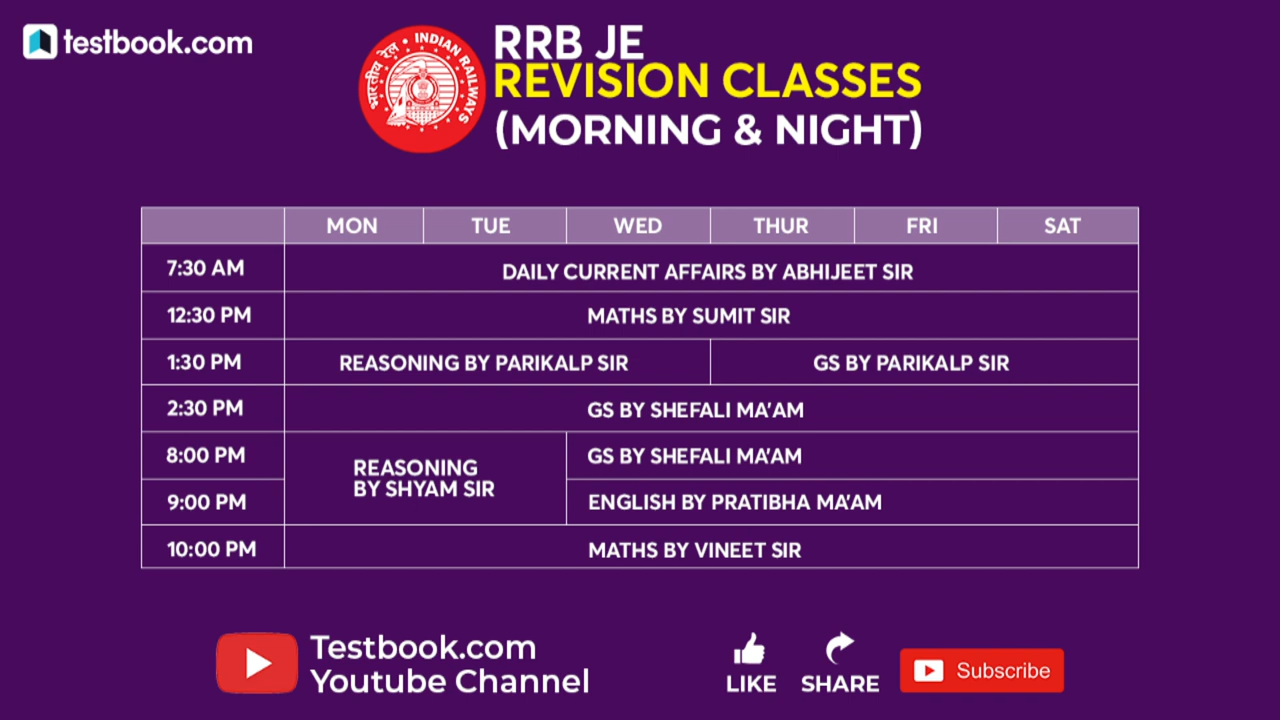 testbook.com
भारतीय रेल • INDIAN RAILWAYS
RRB JE
REVISION CLASSES
(MORNING & NIGHT)
MON TUE WED THUR FRI SAT
7:30 AM DAILY CURRENT AFFAIRS BY ABHIJEET SIR
12:30 PM MATHS BY SUMIT SIR
1:30 PM REASONING BY PARIKALP SIR GS BY PARIKALP SIR
2:30 PM GS BY SHEFALI MA'AM
8:00 PM GS BY SHEFALI MA'AM
REASONING
BY SHYAM SIR
9:00 PM ENGLISH BY PRATIBHA MA'AM
10:00 PM MATHS BY VINEET SIR
Testbook.com
Youtube Channel
LIKE SHARE Subscribe